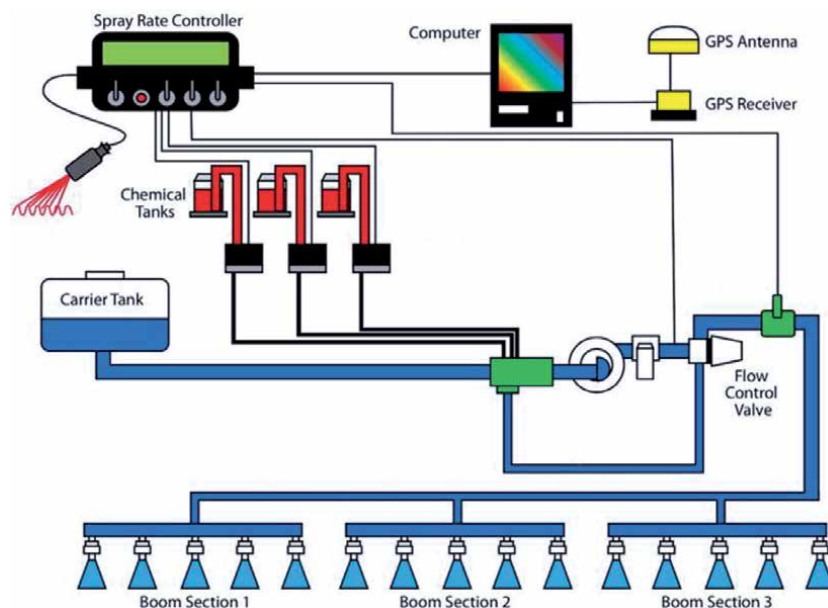 Spray Rate Controller
Computer
GPS Antenna
GPS Receiver
Chemical
Tanks
Carrier Tank
Flow
Control
Valve
Boom Section 1
Boom Section 2
Boom Section 3